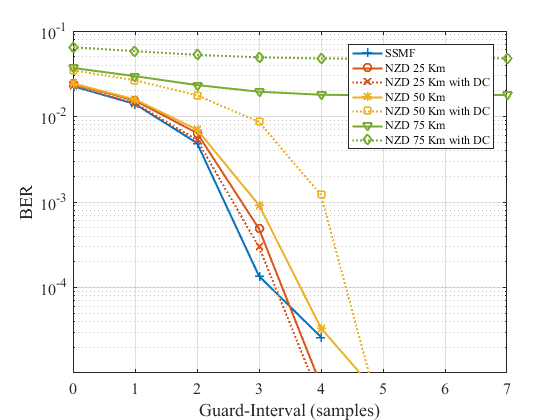 10^-1
10^-2
10^-3
10^-4
BER
SSMF
NZD 25 Km
NZD 25 Km with DC
NZD 50 Km
NZD 50 Km with DC
NZD 75 Km
NZD 75 Km with DC
0 1 2 3 4 5 6 7
Guard-Interval (samples)